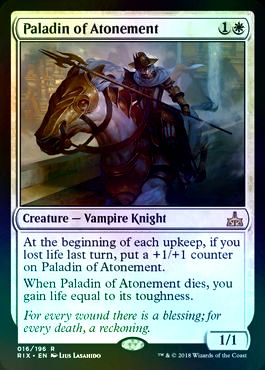 Paladin of Atonement 1
Creature — Vampire Knight
At the beginning of each upkeep, if you
lost life last turn, put a +1/+1 counter
on Paladin of Atonement.
When Paladin of Atonement dies, you
gain life equal to its toughness.
For every wound there is a blessing; for
every death, a reckoning.
1/1
016/196 R
RIX • EN LIUS LASAHIDO
™ & © 2018 Wizards of the Coast